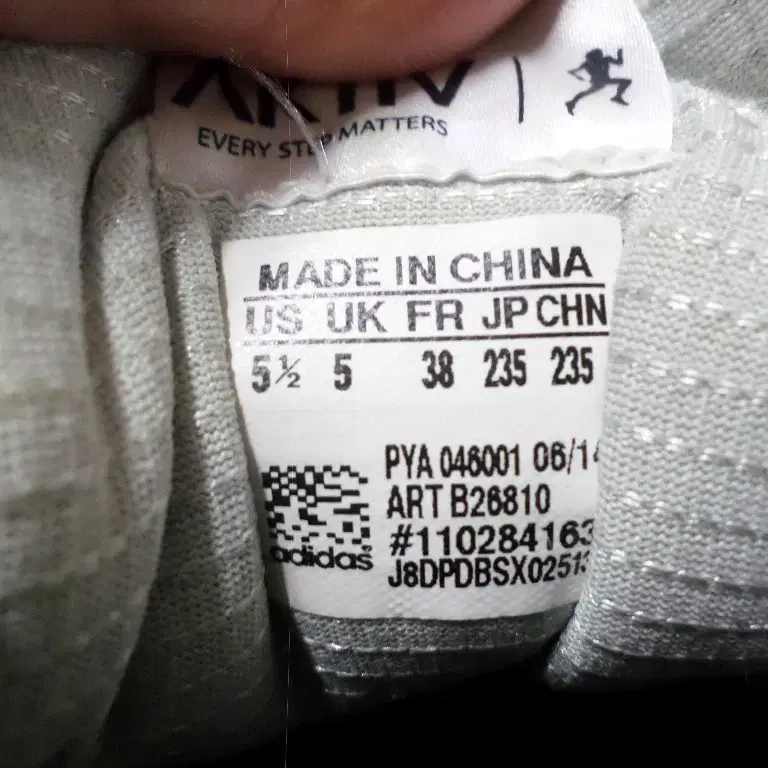 AKTIV |
EVERY STEP MATTERS
MADE IN CHINA
US UK FR JP CHN
5½ 5 38 235 235
PYA 046001 06/14
ART B26810
#110284163
J8DPDBSX02513
adidas